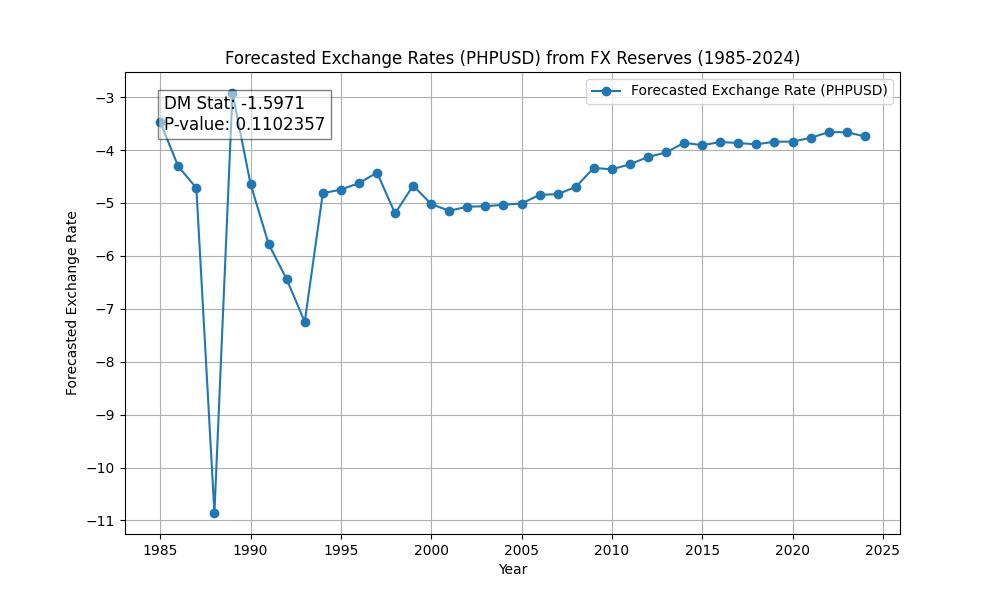 Forecasted Exchange Rates (PHPUSD) from FX Reserves (1985-2024)
DM Stat: -1.5971
P-value: 0.1102357
Forecasted Exchange Rate (PHPUSD)
Forecasted Exchange Rate
−3
−4
−5
−6
−7
−8
−9
−10
−11
1985 1990 1995 2000 2005 2010 2015 2020 2025
Year